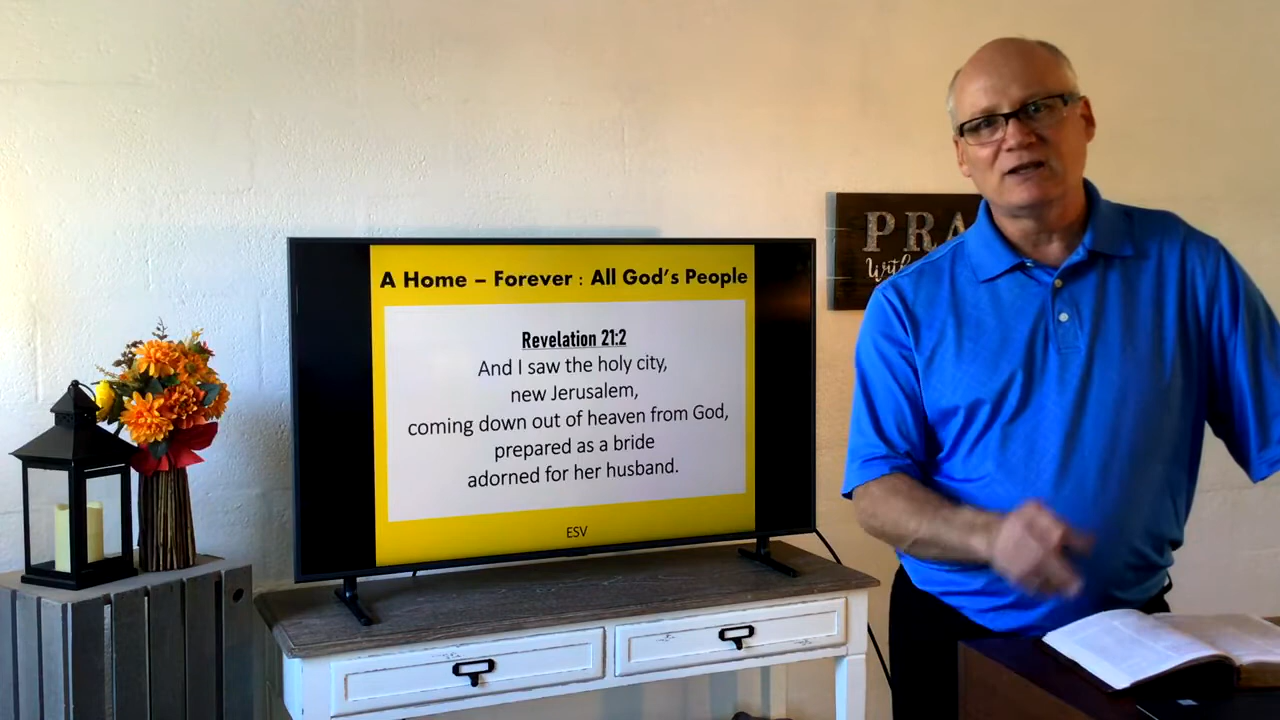 A Home – Forever : All God's People
Revelation 21:2
And I saw the holy city,
new Jerusalem,
coming down out of heaven from God,
prepared as a bride
adorned for her husband.
ESV
PRA
With